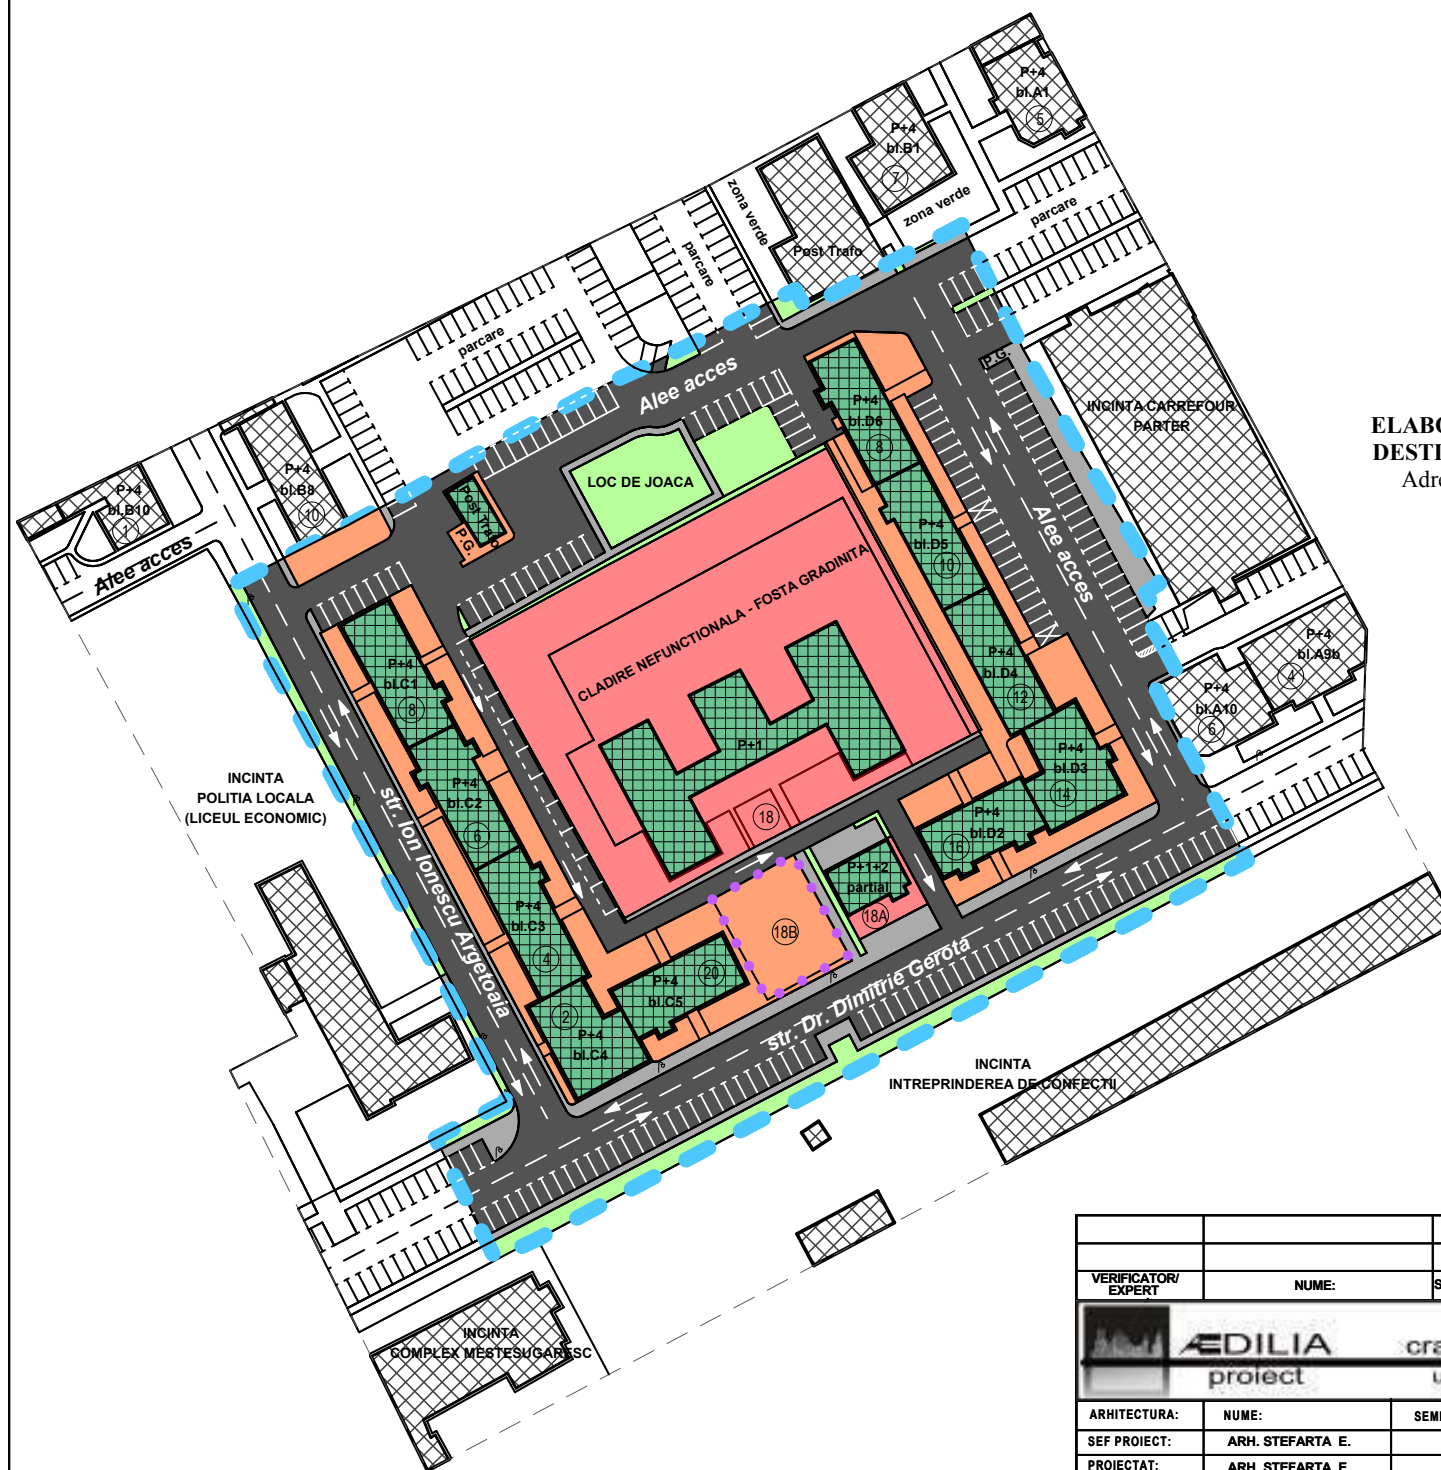 P+4
bl.A1
5
P+4
bl.B1
7
zona verde
zona verde
Post Trafo
parcare
parcare
parcare
Alee acces
P.G.
INCINTA CARREFOUR
PARTER
ELABO
DESTI
Adre
P+4
bl.D6
8
LOC DE JOACA
P+4
bl.B8
10
P+4
bl.B10
1
Alee acces
Post Trafo
P.G.
P+4
bl.D5
10
Alee acces
CLADIRE NEFUNCTIONALA - FOSTA GRADINITA
P+4
bl.C1
8
P+4
bl.D4
12
P+4
bl.A9b
4
P+4
bl.A10
6
P+1
P+4
bl.D3
14
INCINTA
POLITIA LOCALA
(LICEUL ECONOMIC)
str. Ion Ionescu Argetoaia
P+4
bl.C2
6
18
P+4
bl.D2
16
P+1+2
partial
18A
P+4
bl.C3
4
18B
P+4
bl.C5
20
2
P+4
bl.C4
str. Dr. Dimitrie Gerota
INCINTA
INTREPRINDEREA DE CONFECTII
INCINTA
COMPLEX MESTESUGARESC
VERIFICATOR/
EXPERT
NUME:
S
ÆDILIA
proiect
cra
u
ARHITECTURA:
NUME:
SEM
SEF PROIECT:
ARH. STEFARTA E.
PROIECTAT:
ARH. STEFARTA E.